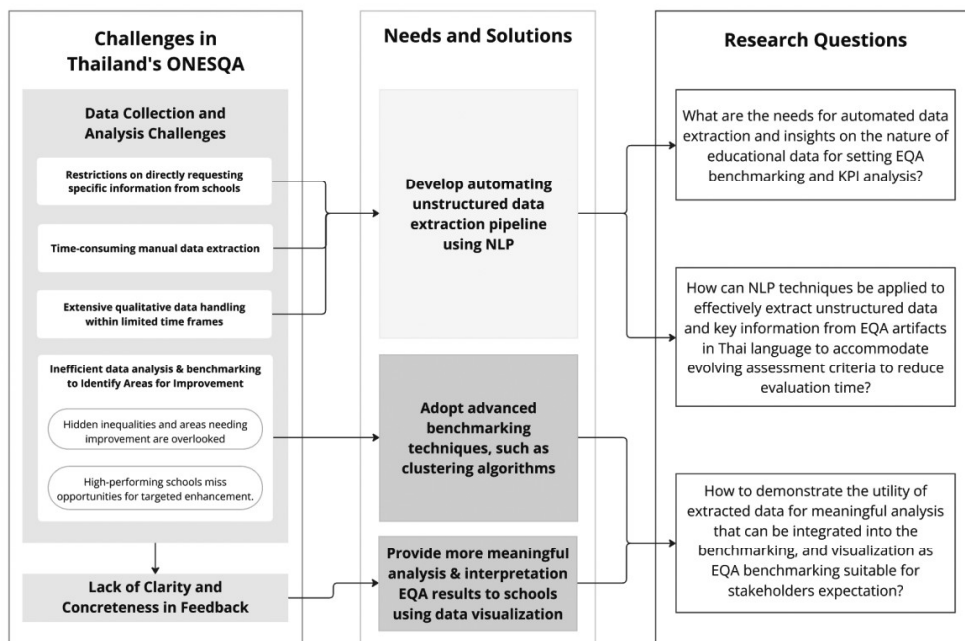 Challenges in
Thailand's ONESQA
Data Collection and
Analysis Challenges
Restrictions on directly requesting
specific information from schools
Time-consuming manual data extraction
Extensive qualitative data handling
within limited time frames
Inefficient data analysis & benchmarking
to Identify Areas for Improvement
Hidden inequalities and areas needing
improvement are overlooked
High-performing schools miss
opportunities for targeted enhancement.
Lack of Clarity and
Concreteness in Feedback
Needs and Solutions
Develop automating
unstructured data
extraction pipeline
using NLP
Adopt advanced
benchmarking
techniques, such as
clustering algorithms
Provide more meaningful
analysis & interpretation
EQA results to schools
using data visualization
Research Questions
What are the needs for automated data
extraction and insights on the nature of
educational data for setting EQA
benchmarking and KPI analysis?
How can NLP techniques be applied to
effectively extract unstructured data
and key information from EQA artifacts
in Thai language to accommodate
evolving assessment criteria to reduce
evaluation time?
How to demonstrate the utility of
extracted data for meaningful analysis
that can be integrated into the
benchmarking, and visualization as
EQA benchmarking suitable for
stakeholders expectation?